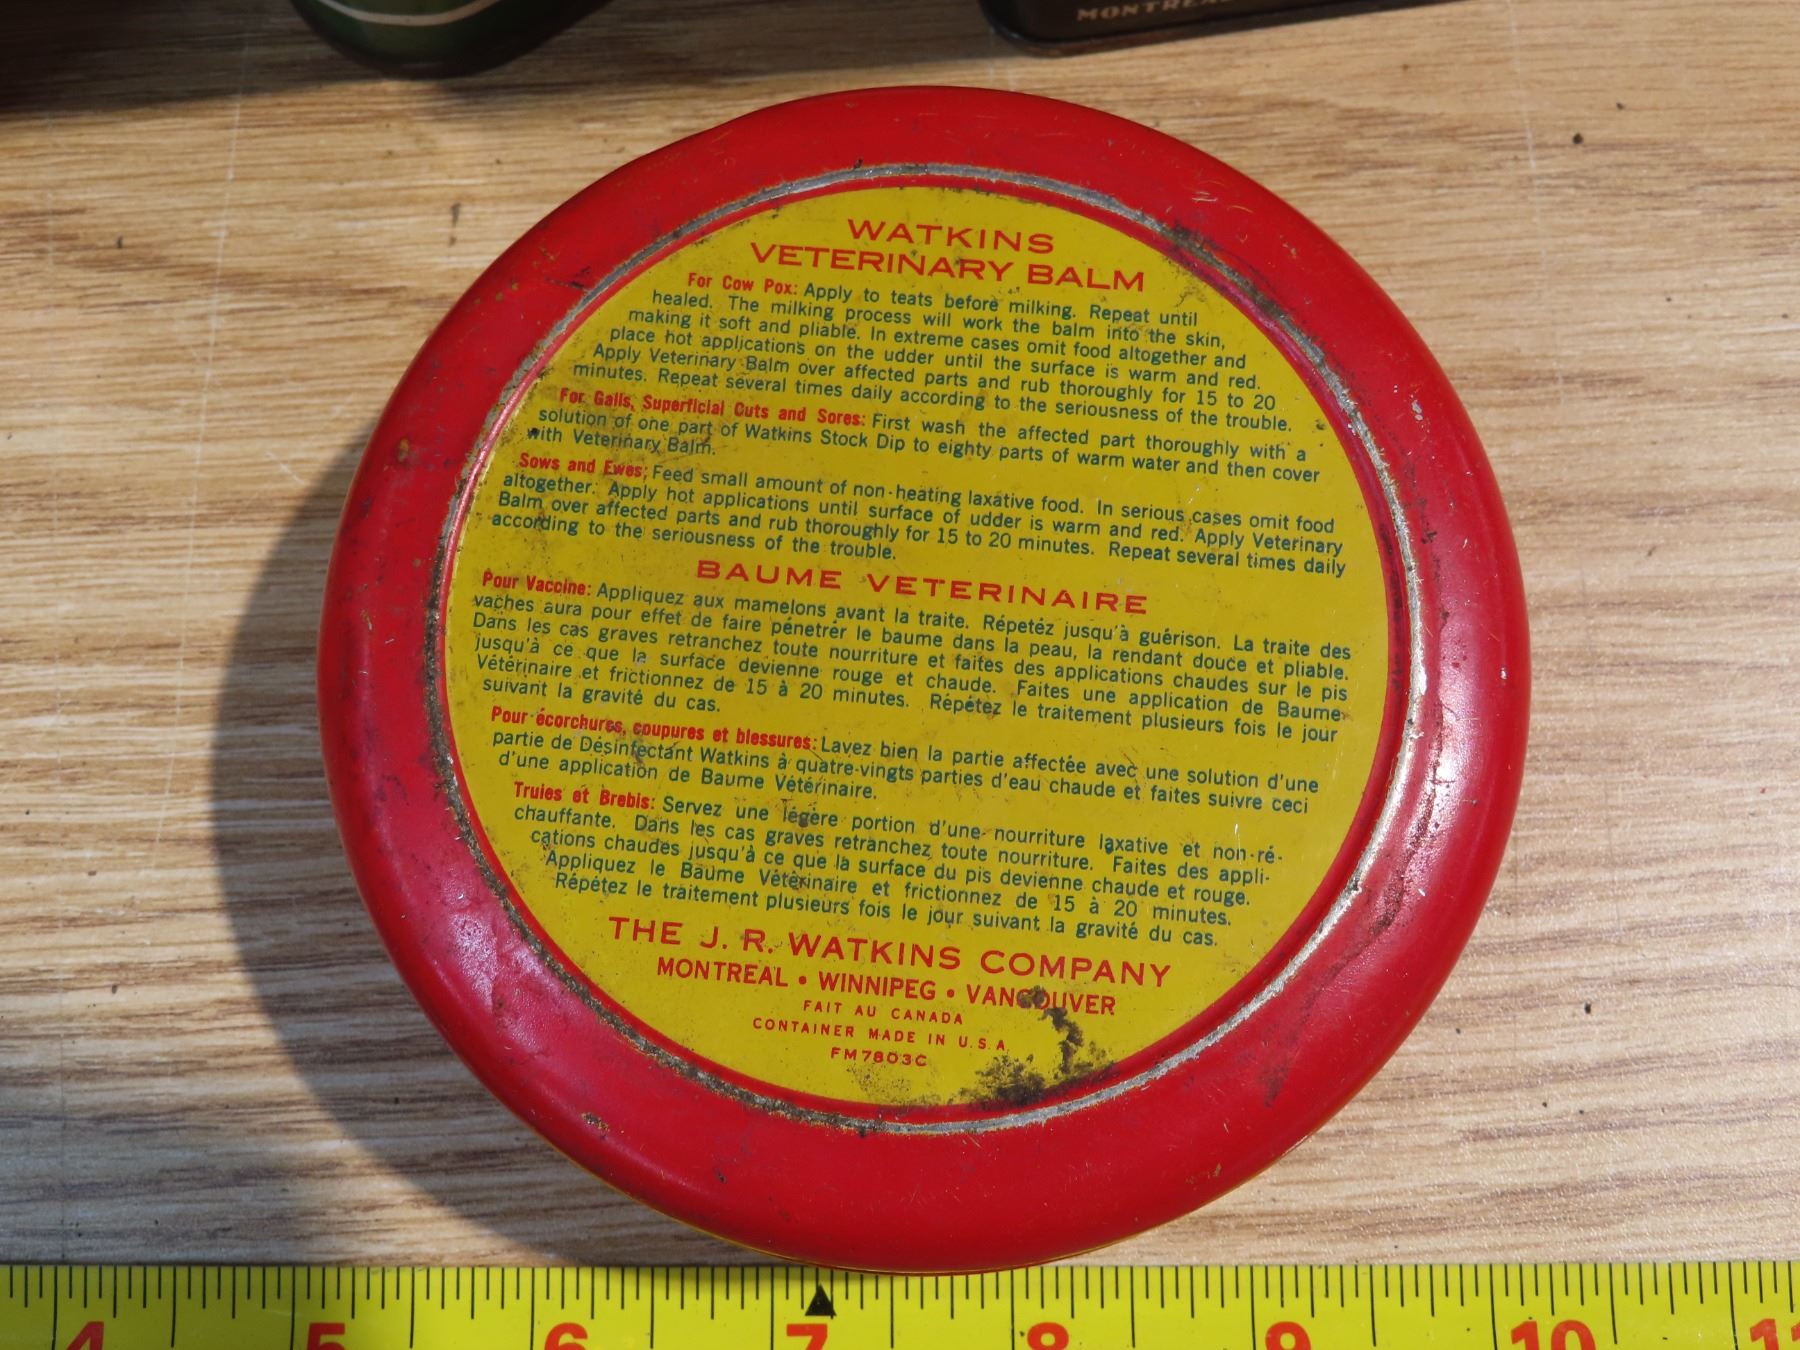 MONTREAL
WATKINS
VETERINARY BALM
For Cow Pox: Apply to teats before milking. Repeat until
healed. The milking process will work the balm into the skin,
making it soft and pliable. In extreme cases omit food altogether and
place hot applications on the udder until the surface is warm and red.
Apply Veterinary Balm over affected parts and rub thoroughly for 15 to 20
minutes. Repeat several times daily according to the seriousness of the trouble.
For Galls, Superficial Cuts and Sores: First wash the affected part thoroughly with a
solution of one part of Watkins Stock Dip to eighty parts of warm water and then cover
with Veterinary Balm.
Sows and Ewes: Feed small amount of non-heating laxative food. In serious cases omit food
altogether. Apply hot applications until surface of udder is warm and red. Apply Veterinary
Balm over affected parts and rub thoroughly for 15 to 20 minutes. Repeat several times daily
according to the seriousness of the trouble.
BAUME VETERINAIRE
Pour Vaccine: Appliquez aux mamelons avant la traite. Répetéz jusqu'à guérison. La traite des
vaches aura pour effet de faire pénetrér le baume dans la peau, la rendant douce et pliable.
Dans les cas graves retranchez toute nourriture et faites des applications chaudes sur le pis
jusqu'à ce que la surface devienne rouge et chaude. Faites une application de Baume
Vétérinaire et frictionnez de 15 à 20 minutes. Répétez le traitement plusieurs fois le jour
suivant la gravité du cas.
Pour écorchures, coupures et blessures: Lavez bien la partie affectée avec une solution d'une
partie de Désinfectant Watkins à quatre-vingts parties d'eau chaude et faites suivre ceci
d'une application de Baume Vétérinaire.
Truies et Brebis: Servez une légère portion d'une nourriture laxative et non-ré-
chauffante. Dans les cas graves retranchez toute nourriture. Faites des appli-
cations chaudes jusqu'à ce que la surface du pis devienne chaude et rouge.
Appliquez le Baume Vétérinaire et frictionnez de 15 à 20 minutes.
Répétez le traitement plusieurs fois le jour suivant la gravité du cas.
THE J. R. WATKINS COMPANY
MONTREAL • WINNIPEG • VANCOUVER
FAIT AU CANADA
CONTAINER MADE IN U.S.A.
FM7803C
4 5 6 7 8 9 10 11